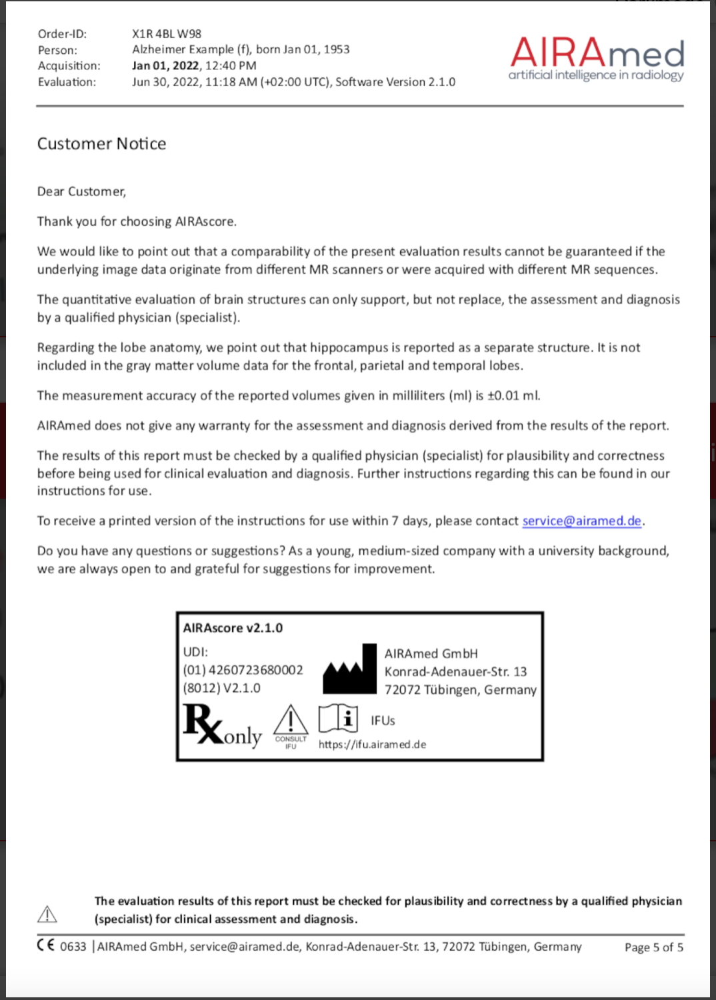 Order-ID: X1R 4BL W98
Person: Alzheimer Example (f), born Jan 01, 1953
Acquisition: Jan 01, 2022, 12:40 PM
Evaluation: Jun 30, 2022, 11:18 AM (+02:00 UTC), Software Version 2.1.0
AIRAmed
artificial intelligence in radiology
Customer Notice
Dear Customer,
Thank you for choosing AIRAscore.
We would like to point out that a comparability of the present evaluation results cannot be guaranteed if the
underlying image data originate from different MR scanners or were acquired with different MR sequences.
The quantitative evaluation of brain structures can only support, but not replace, the assessment and diagnosis
by a qualified physician (specialist).
Regarding the lobe anatomy, we point out that hippocampus is reported as a separate structure. It is not
included in the gray matter volume data for the frontal, parietal and temporal lobes.
The measurement accuracy of the reported volumes given in milliliters (ml) is ±0.01 ml.
AIRAmed does not give any warranty for the assessment and diagnosis derived from the results of the report.
The results of this report must be checked by a qualified physician (specialist) for plausibility and correctness
before being used for clinical evaluation and diagnosis. Further instructions regarding this can be found in our
instructions for use.
To receive a printed version of the instructions for use within 7 days, please contact service@airamed.de.
Do you have any questions or suggestions? As a young, medium-sized company with a university background,
we are always open to and grateful for suggestions for improvement.
AIRAscore v2.1.0
UDI:
(01) 4260723680002
(8012) V2.1.0
AIRAmed GmbH
Konrad-Adenauer-Str. 13
72072 Tübingen, Germany
Rx only
CONSULT
IFU
i IFUs
https://ifu.airamed.de
The evaluation results of this report must be checked for plausibility and correctness by a qualified physician
(specialist) for clinical assessment and diagnosis.
CE 0633 | AIRAmed GmbH, service@airamed.de, Konrad-Adenauer-Str. 13, 72072 Tübingen, Germany Page 5 of 5